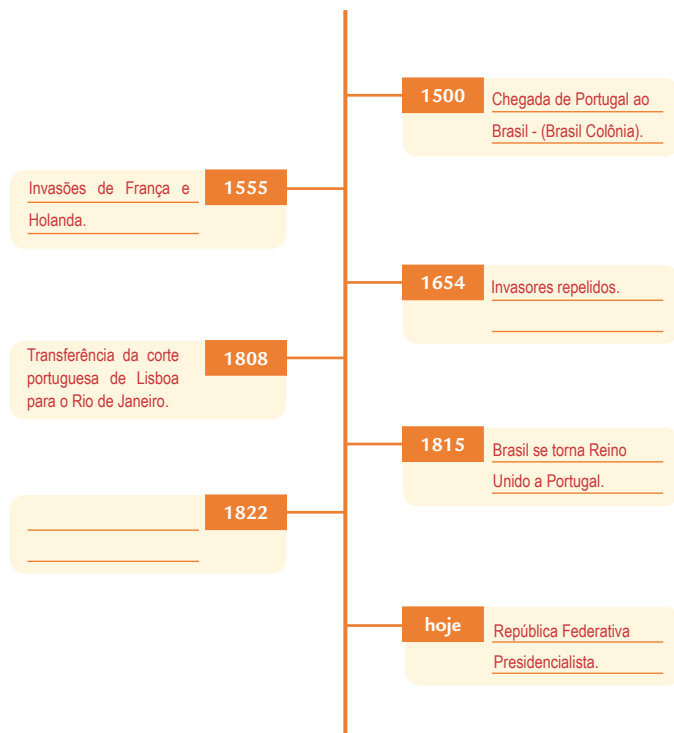 1500
Chegada de Portugal ao
Brasil - (Brasil Colônia).
1555
Invasões de França e
Holanda.
1654
Invasores repelidos.
1808
Transferência da corte
portuguesa de Lisboa
para o Rio de Janeiro.
1815
Brasil se torna Reino
Unido a Portugal.
1822
hoje
República Federativa
Presidencialista.